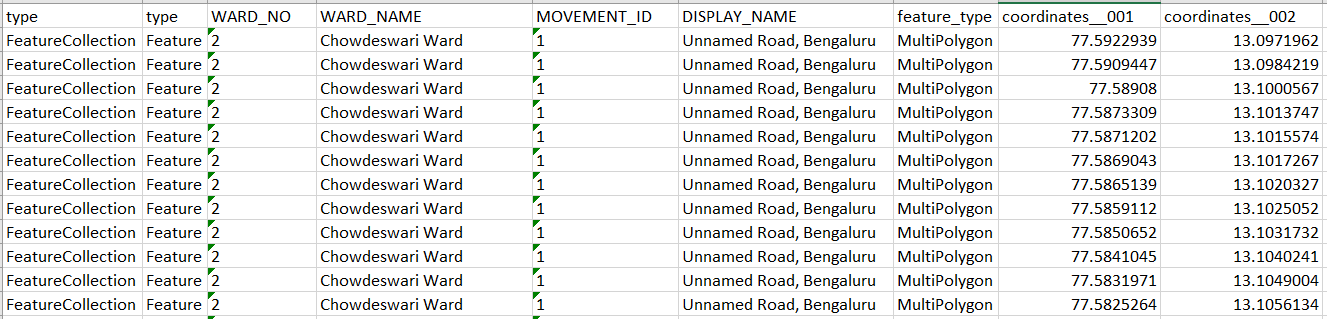 type type WARD_NO WARD_NAME MOVEMENT_ID DISPLAY_NAME feature_type coordinates__001 coordinates__002
FeatureCollection Feature 2 Chowdeswari Ward 1 Unnamed Road, Bengaluru MultiPolygon 77.5922939 13.0971962
FeatureCollection Feature 2 Chowdeswari Ward 1 Unnamed Road, Bengaluru MultiPolygon 77.5909447 13.0984219
FeatureCollection Feature 2 Chowdeswari Ward 1 Unnamed Road, Bengaluru MultiPolygon 77.58908 13.1000567
FeatureCollection Feature 2 Chowdeswari Ward 1 Unnamed Road, Bengaluru MultiPolygon 77.5873309 13.1013747
FeatureCollection Feature 2 Chowdeswari Ward 1 Unnamed Road, Bengaluru MultiPolygon 77.5871202 13.1015574
FeatureCollection Feature 2 Chowdeswari Ward 1 Unnamed Road, Bengaluru MultiPolygon 77.5869043 13.1017267
FeatureCollection Feature 2 Chowdeswari Ward 1 Unnamed Road, Bengaluru MultiPolygon 77.5865139 13.1020327
FeatureCollection Feature 2 Chowdeswari Ward 1 Unnamed Road, Bengaluru MultiPolygon 77.5859112 13.1025052
FeatureCollection Feature 2 Chowdeswari Ward 1 Unnamed Road, Bengaluru MultiPolygon 77.5850652 13.1031732
FeatureCollection Feature 2 Chowdeswari Ward 1 Unnamed Road, Bengaluru MultiPolygon 77.5841045 13.1040241
FeatureCollection Feature 2 Chowdeswari Ward 1 Unnamed Road, Bengaluru MultiPolygon 77.5831971 13.1049004
FeatureCollection Feature 2 Chowdeswari Ward 1 Unnamed Road, Bengaluru MultiPolygon 77.5825264 13.1056134